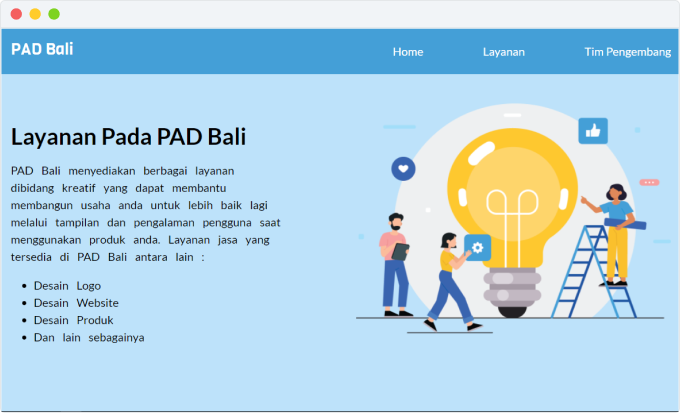 PAD Bali
Home
Layanan
Tim Pengembang
Layanan Pada PAD Bali
PAD Bali menyediakan berbagai layanan
dibidang kreatif yang dapat membantu
membangun usaha anda untuk lebih baik lagi
melalui tampilan dan pengalaman pengguna saat
menggunakan produk anda. Layanan jasa yang
tersedia di PAD Bali antara lain :
Desain Logo
Desain Website
Desain Produk
Dan lain sebagainya